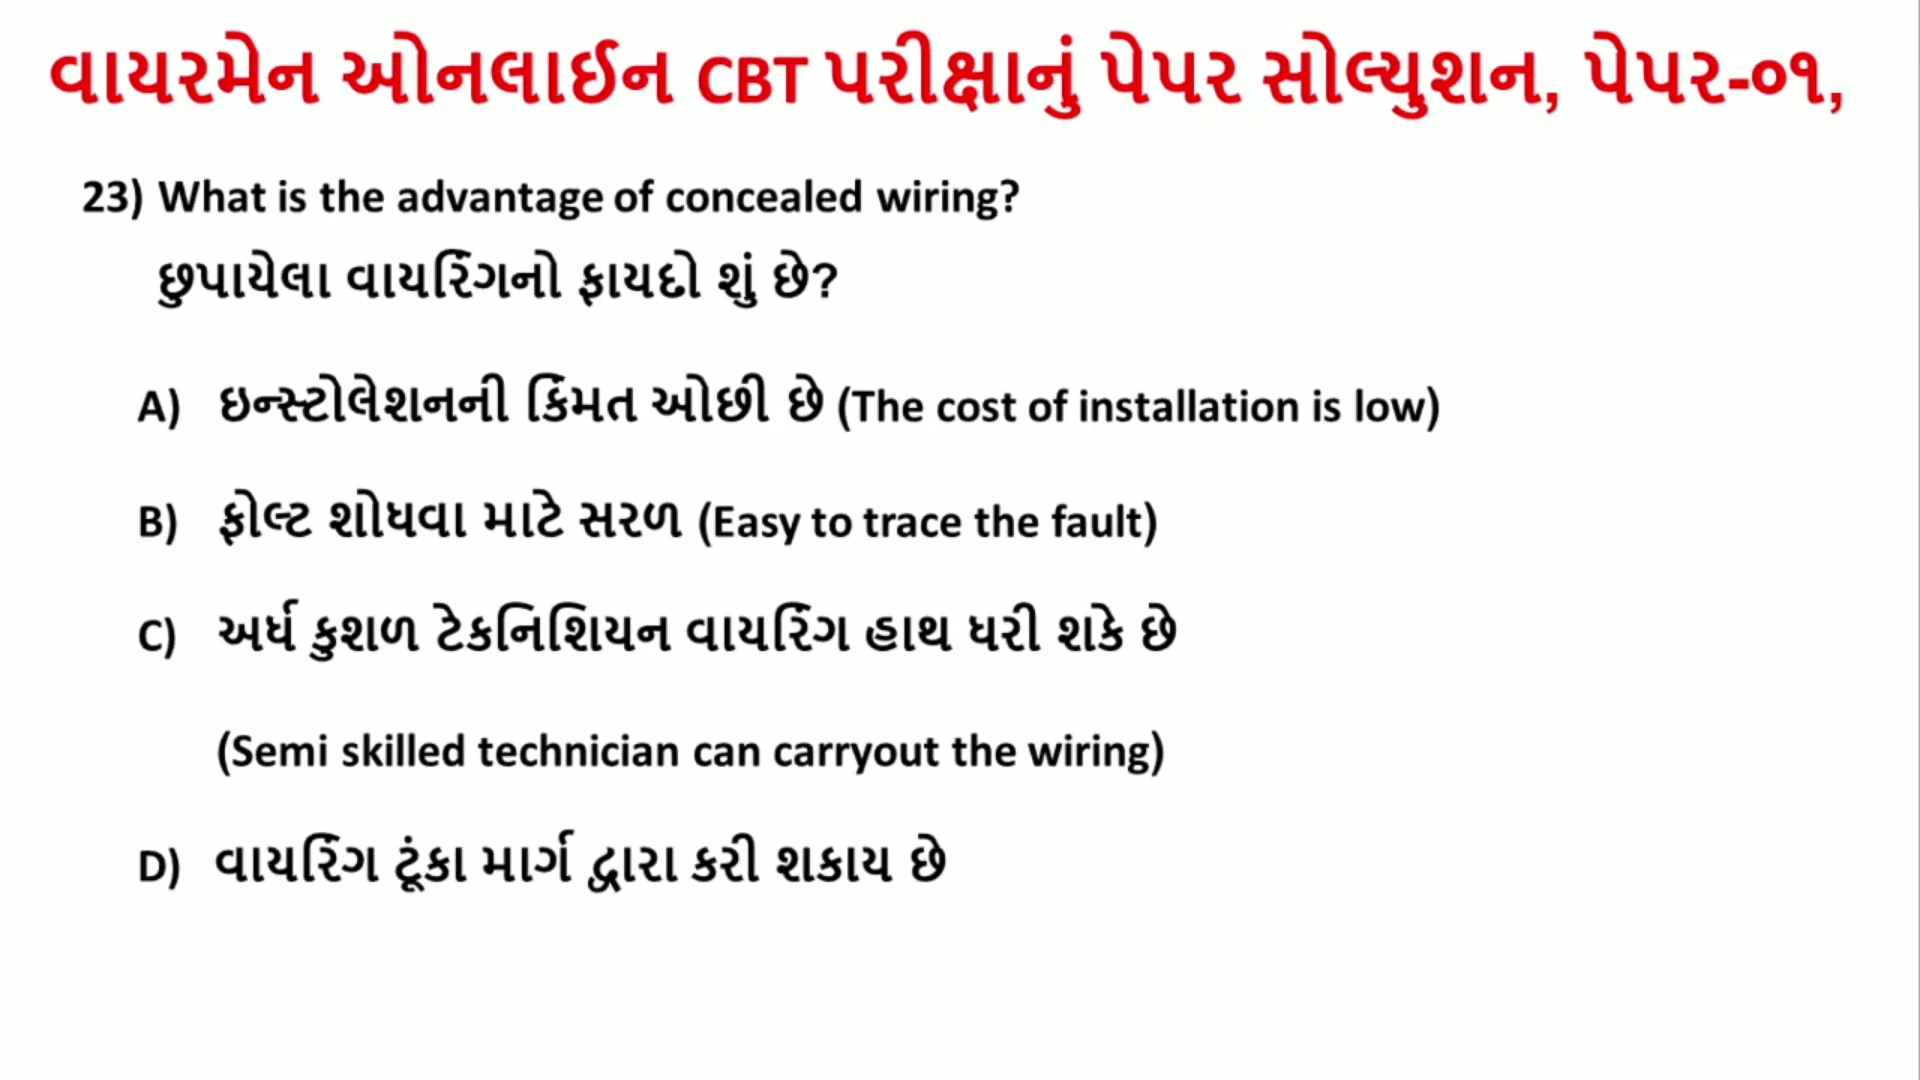 વાયરમેન ઓનલાઈન CBT પરીક્ષાનું પેપર સોલ્યુશન, પેપર-૦૧,
23) What is the advantage of concealed wiring?
છુપાયેલા વાયરિંગનો ફાયદો શું છે?
A) ઇન્સ્ટોલેશનની કિંમત ઓછી છે (The cost of installation is low)
B) ફોલ્ટ શોધવા માટે સરળ (Easy to trace the fault)
C) અર્ધ કુશળ ટેકનિશિયન વાયરિંગ હાથ ધરી શકે છે
(Semi skilled technician can carryout the wiring)
D) વાયરિંગ ટૂંકા માર્ગ દ્વારા કરી શકાય છે